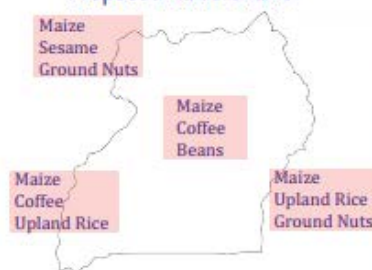 Maize
Sesame
Ground Nuts
Maize
Coffee
Beans
Maize
Coffee
Upland Rice
Maize
Upland Rice
Ground Nuts